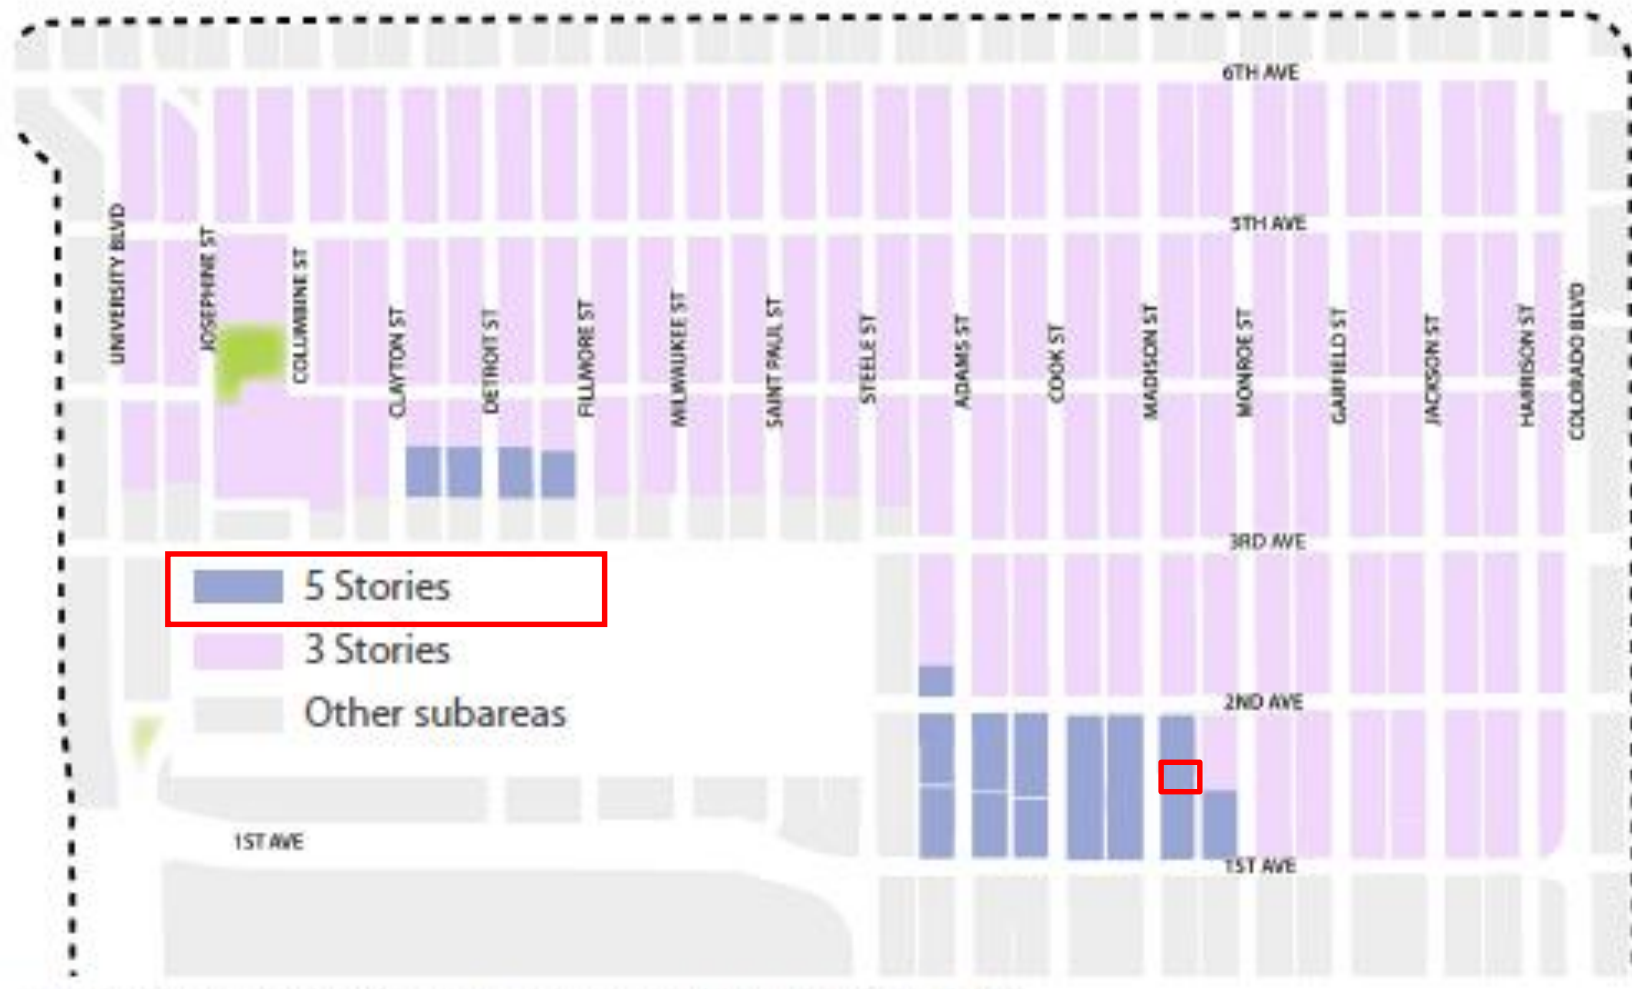 6TH AVE
5TH AVE
UNIVERSITY BLVD
JOSEPHINE ST
COLUMBINE ST
CLAYTON ST
DETROIT ST
FILLMORE ST
MILWAUKEE ST
SAINT PAUL ST
STEELE ST
ADAMS ST
COOK ST
MADISON ST
MONROE ST
GARFIELD ST
JACKSON ST
HARRISON ST
COLORADO BLVD
3RD AVE
5 Stories
3 Stories
2ND AVE
Other subareas
1ST AVE
1ST AVE